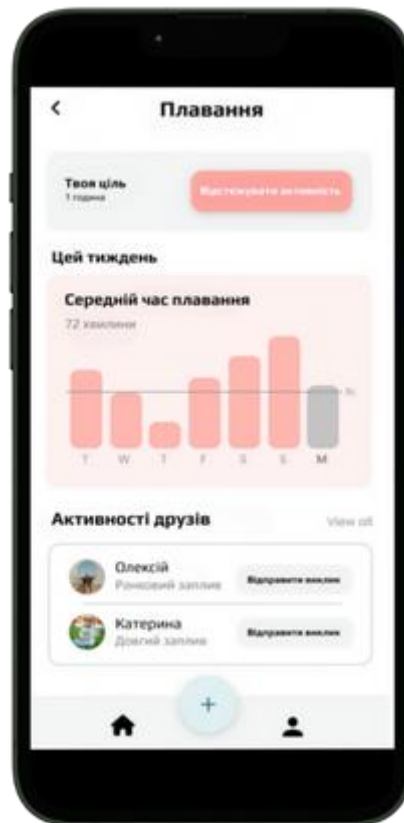 Плавання
Твоя ціль
1 година
Відстежувати активність
Цей тиждень
Середній час плавання
72 хвилини
T W T F S S M
Активності друзів
View all
Олексій
Ранковий заплив
Відправити виклик
Катерина
Довгий заплив
Відправити виклик